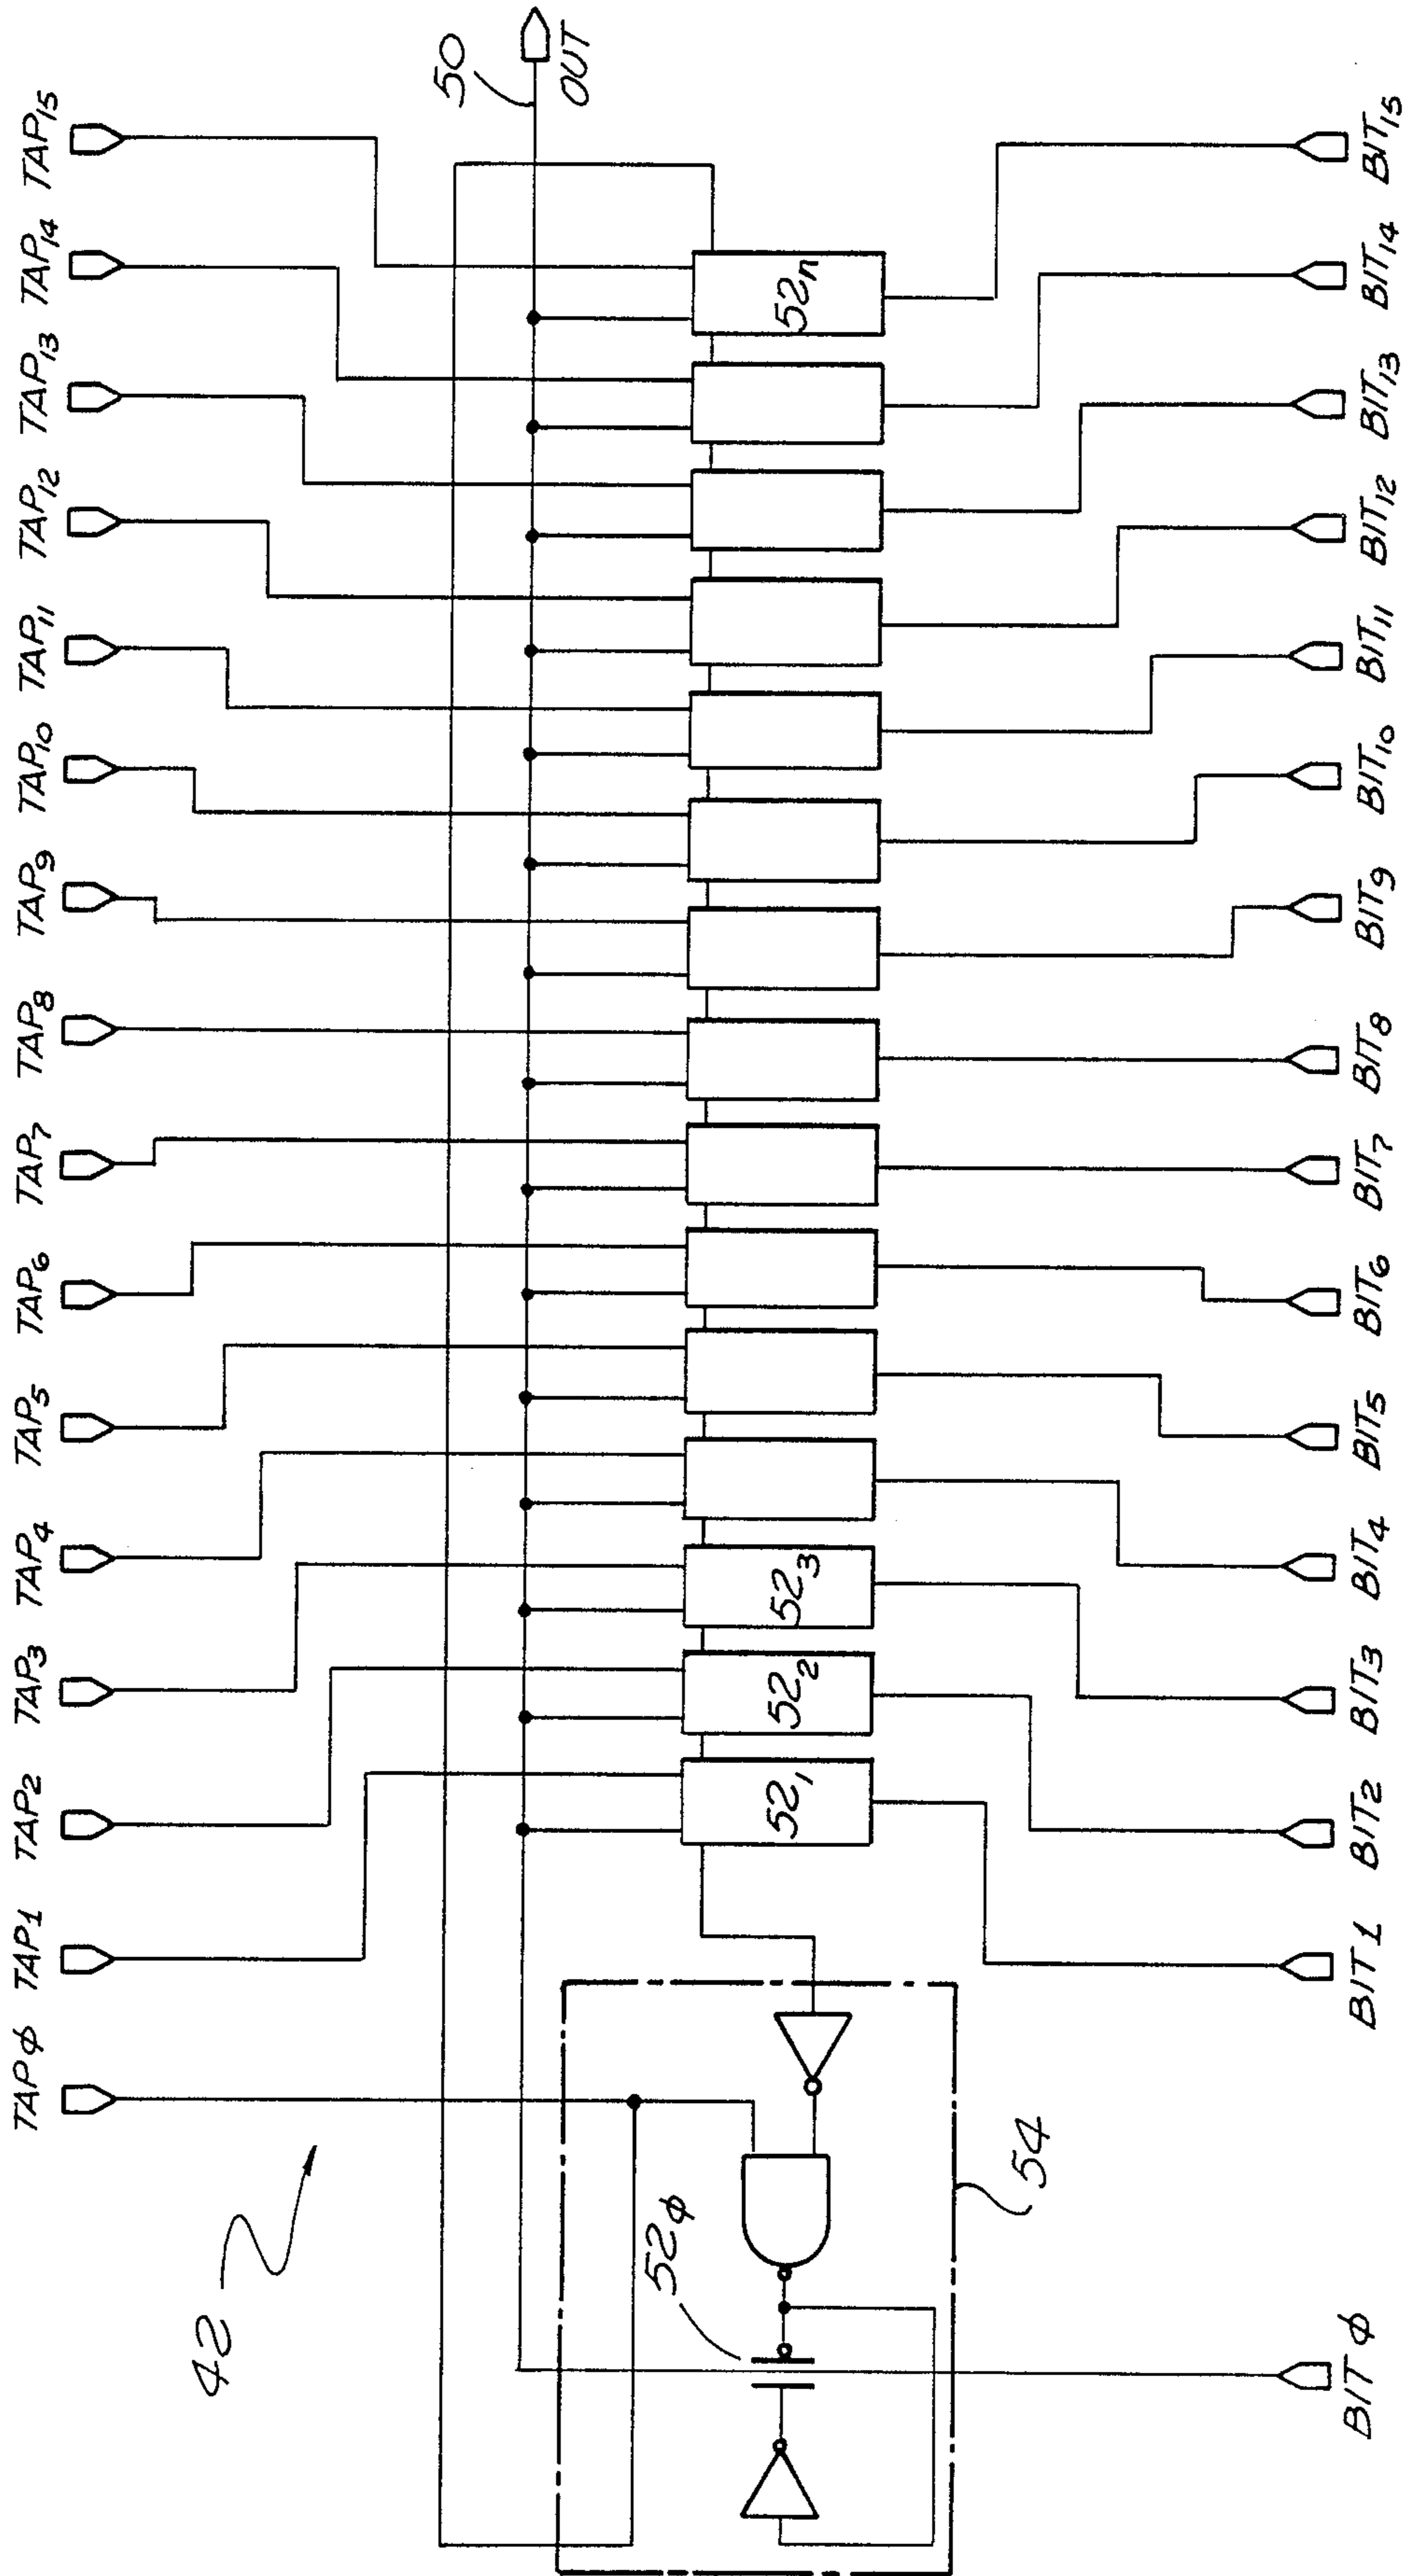 42
TAPϕ
TAP1
TAP2
TAP3
TAP4
TAP5
TAP6
TAP7
TAP8
TAP9
TAP10
TAP11
TAP12
TAP13
TAP14
TAP15
50
OUT
52ϕ
54
521
522
523
52n
BITϕ
BIT 1
BIT2
BIT3
BIT4
BIT5
BIT6
BIT7
BIT8
BIT9
BIT10
BIT11
BIT12
BIT13
BIT14
BIT15